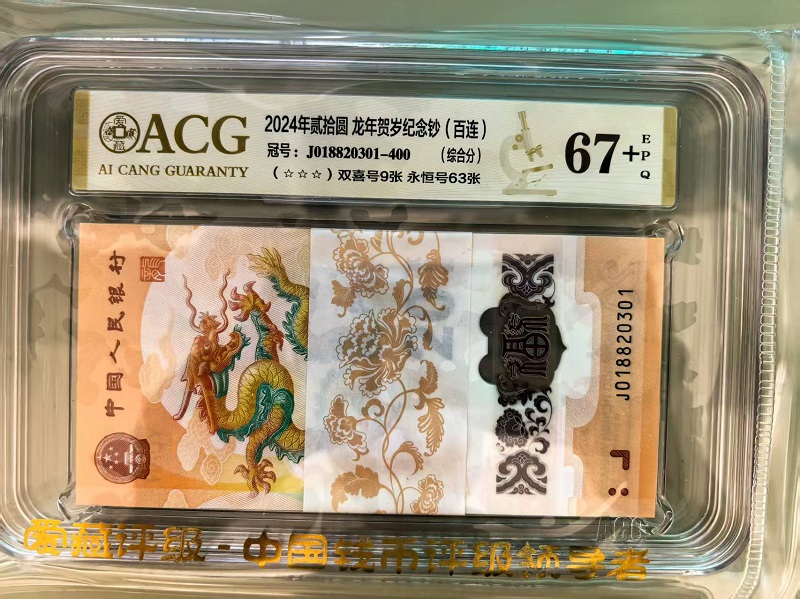 ACG
AI CANG GUARANTY
2024年贰拾圆 龙年贺岁纪念钞（百连）
冠号：J018820301-400 （综合分）
（☆☆☆）双喜号9张 永恒号63张
67+
EPQ
中国人民银行
J018820301
爱藏评级-中国钱币评级领导者